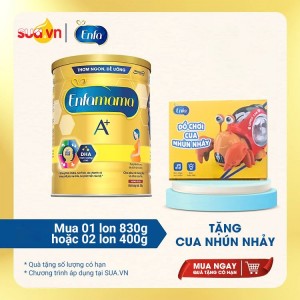 sua.vn
Enfa
THƠM NGON, DỄ UỐNG
Enfamama
A+
DHA
Enfa
ĐỒ CHƠI
CUA
NHÚN NHẢY
Mua 01 lon 830g
hoặc 02 lon 400g
TẶNG
CUA NHÚN NHẢY
* Quà tặng số lượng có hạn
* Chương trình áp dụng tại SUA.VN
MUA NGAY
QUÀ TẶNG CÓ HẠN